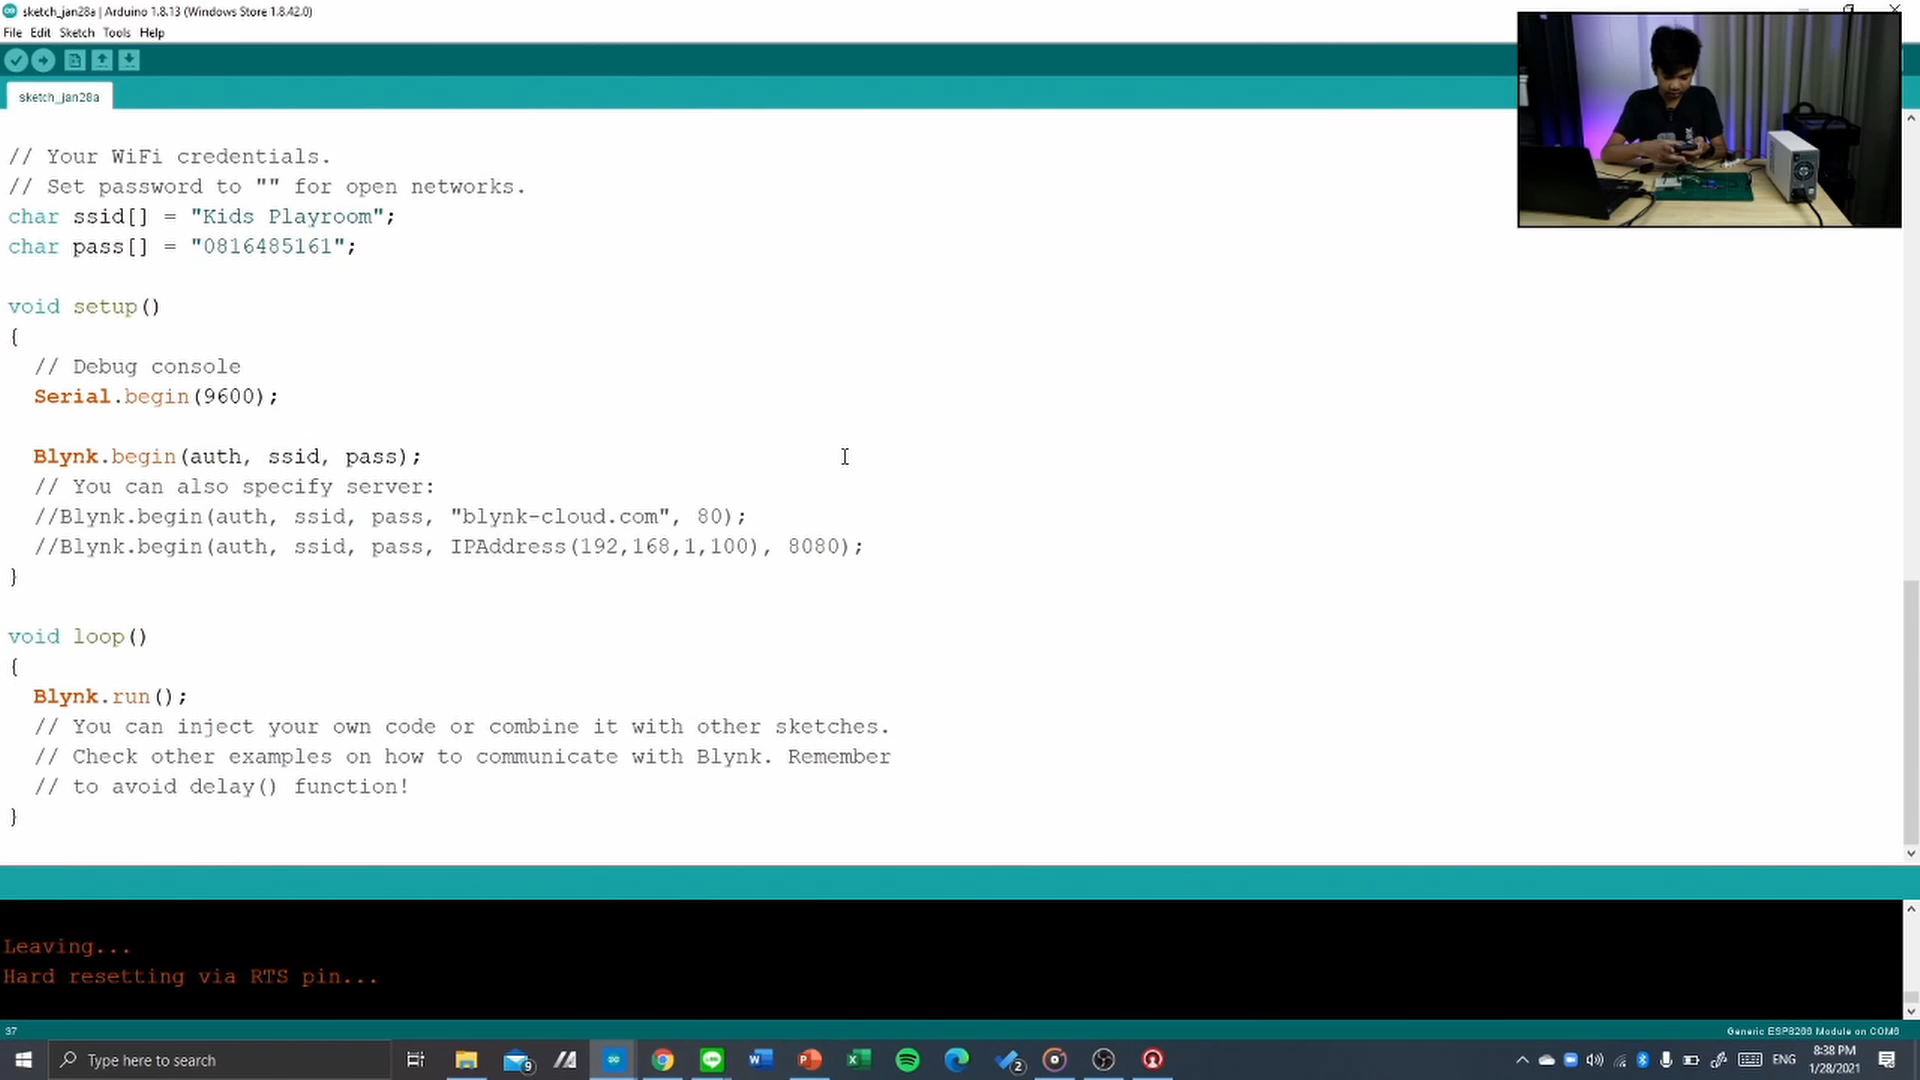 sketch_jan28a | Arduino 1.8.13 (Windows Store 1.8.42.0)
File Edit Sketch Tools Help
sketch_jan28a
// Your WiFi credentials.
// Set password to "" for open networks.
char ssid[] = "Kids Playroom";
char pass[] = "0816485161";
void setup()
{
// Debug console
Serial.begin(9600);
Blynk.begin(auth, ssid, pass);
// You can also specify server:
//Blynk.begin(auth, ssid, pass, "blynk-cloud.com", 80);
//Blynk.begin(auth, ssid, pass, IPAddress(192,168,1,100), 8080);
}
void loop()
{
Blynk.run();
// You can inject your own code or combine it with other sketches.
// Check other examples on how to communicate with Blynk. Remember
// to avoid delay() function!
}
Leaving...
Hard resetting via RTS pin...
37
Generic ESP8266 Module on COM6
Type here to search
9
2
ENG
8:38 PM
1/28/2021